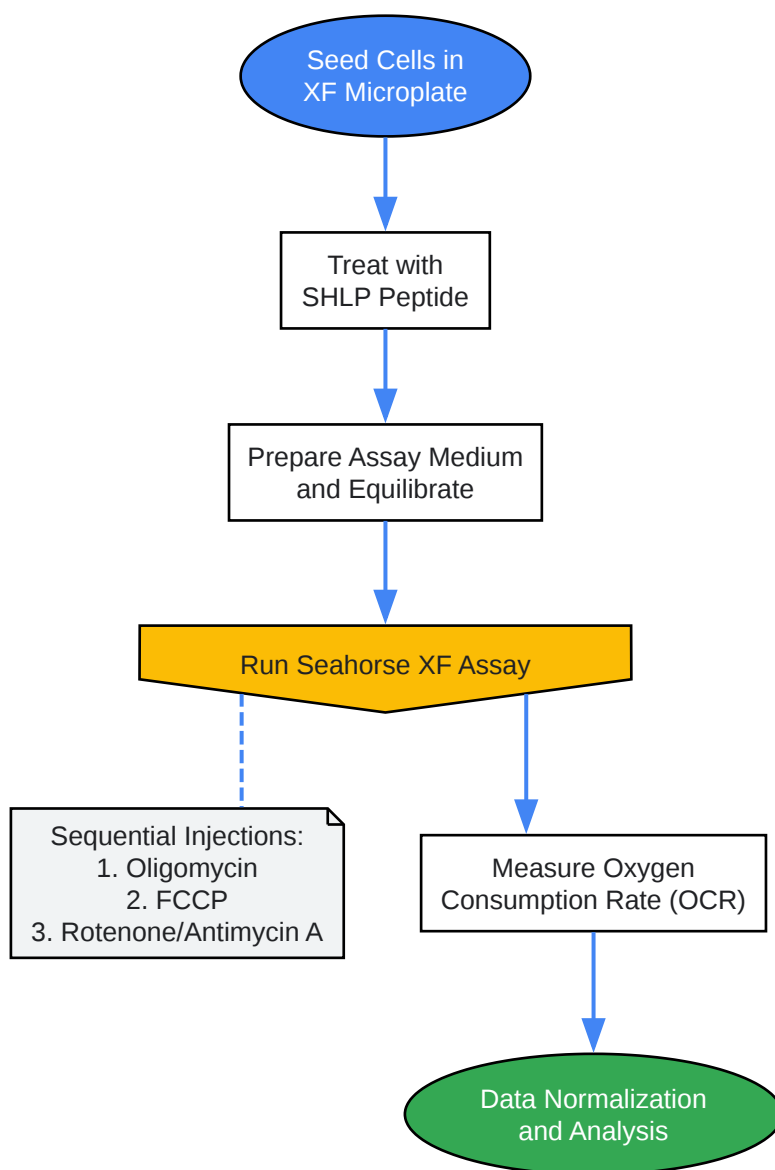 Seed Cells in
XF Microplate
Treat with
SHLP Peptide
Prepare Assay Medium
and Equilibrate
Run Seahorse XF Assay
Sequential Injections:
1. Oligomycin
2. FCCP
3. Rotenone/Antimycin A
Measure Oxygen
Consumption Rate (OCR)
Data Normalization
and Analysis